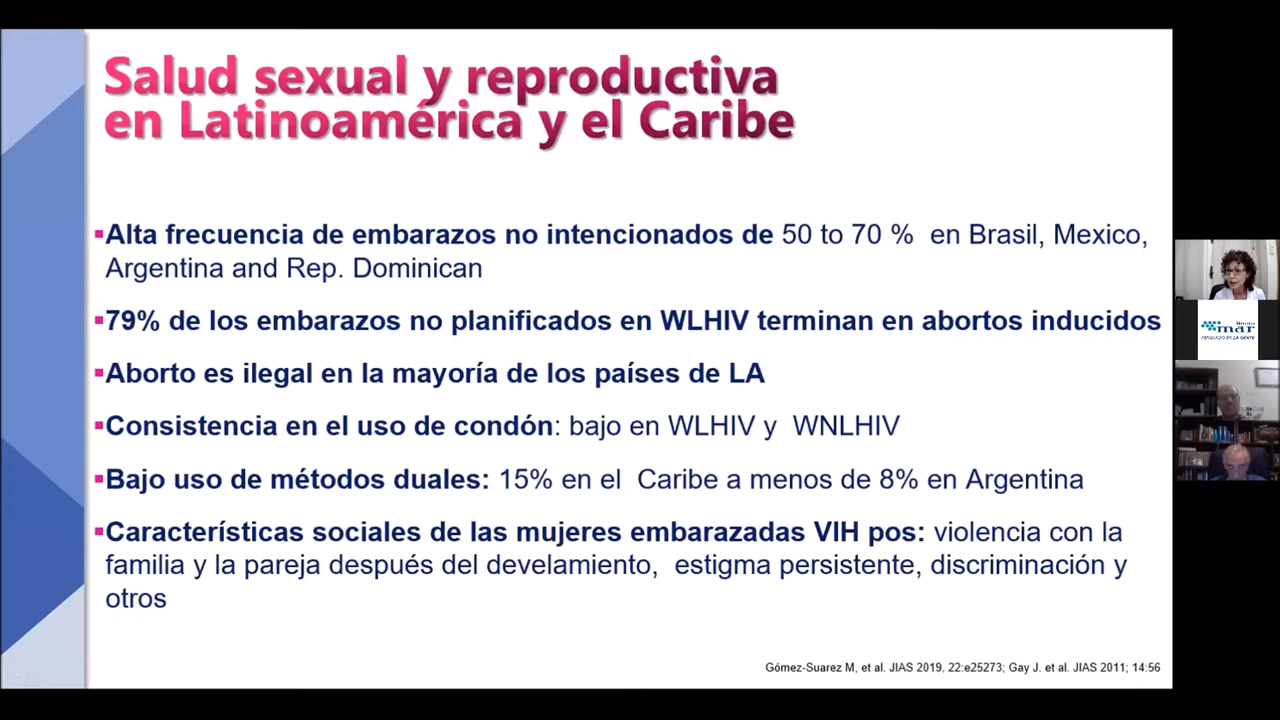 Salud sexual y reproductiva
en Latinoamérica y el Caribe
▪Alta frecuencia de embarazos no intencionados de 50 to 70 % en Brasil, Mexico,
Argentina and Rep. Dominican
▪79% de los embarazos no planificados en WLHIV terminan en abortos inducidos
▪Aborto es ilegal en la mayoría de los países de LA
▪Consistencia en el uso de condón: bajo en WLHIV y WNLHIV
▪Bajo uso de métodos duales: 15% en el Caribe a menos de 8% en Argentina
▪Características sociales de las mujeres embarazadas VIH pos: violencia con la
familia y la pareja después del develamiento, estigma persistente, discriminación y
otros
Gómez-Suarez M, et al. JIAS 2019, 22:e25273; Gay J. et al. JIAS 2011; 14:56
mar
PENSANDO EN LA GENTE